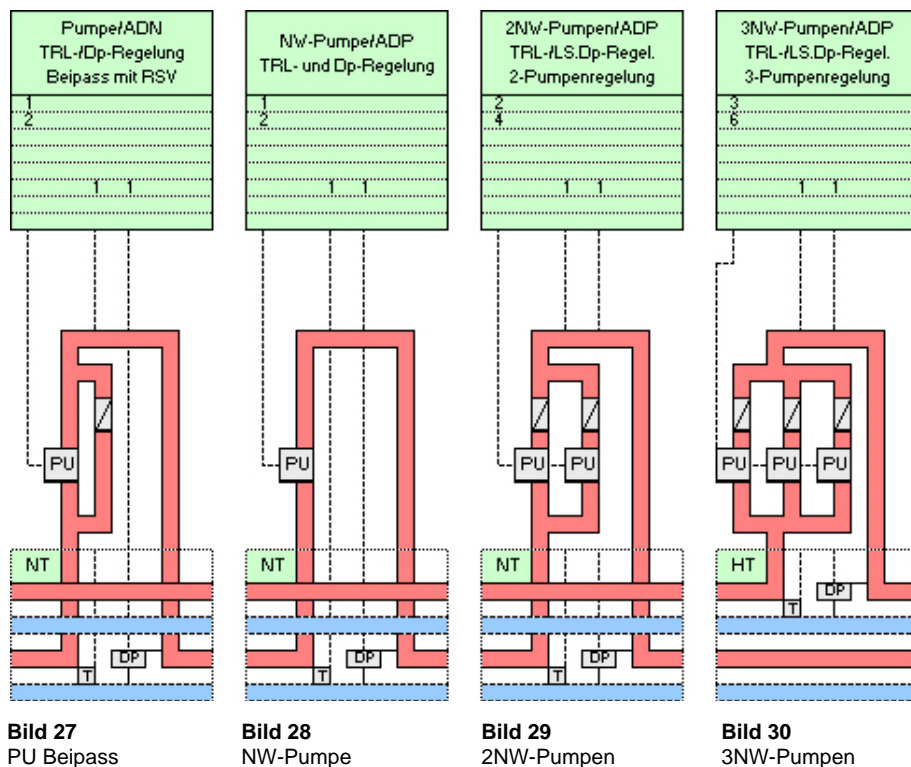 Pumpe/ADN
TRL-/Dp-Regelung
Beipass mit RSV
1
2
1 1
PU
NT
DP
T
Bild 27
PU Beipass
NW-Pumpe/ADP
TRL- und Dp-Regelung
1
2
1 1
PU
NT
DP
T
Bild 28
NW-Pumpe
2NW-Pumpen/ADP
TRL-/LS.Dp-Regel.
2-Pumpenregelung
2
4
1 1
PU PU
NT
DP
T
Bild 29
2NW-Pumpen
3NW-Pumpen/ADP
TRL-/LS.Dp-Regel.
3-Pumpenregelung
3
6
1 1
PU PU PU
HT
DP
T
Bild 30
3NW-Pumpen